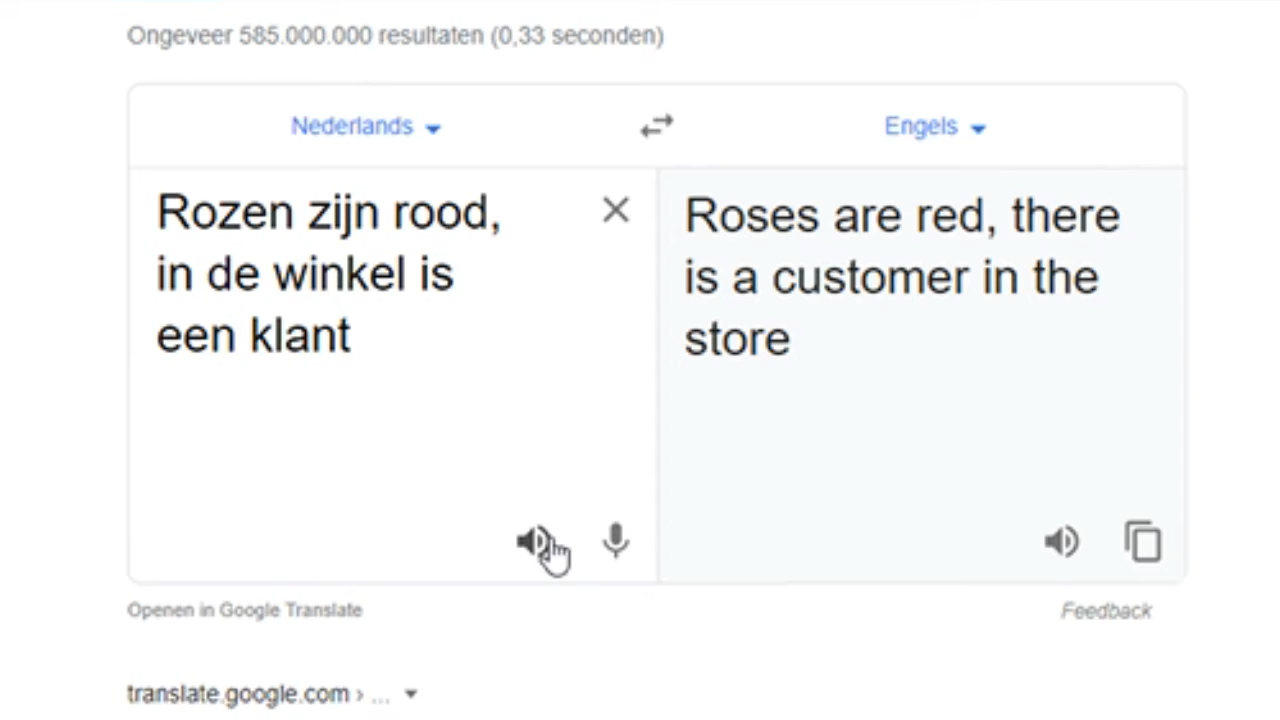 Ongeveer 585.000.000 resultaten (0,33 seconden)
Nederlands
Engels
Rozen zijn rood,
in de winkel is
een klant
Roses are red, there
is a customer in the
store
Openen in Google Translate
Feedback
translate.google.com › ...